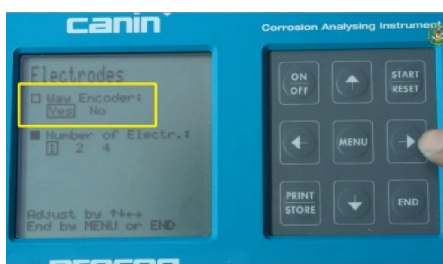 canin+
Corrosion Analysing Instrument
Electrodes
□ Way Encoder:
Yes No
■ Number of Electr.:
1 2 4
Adjust by ↑↓←→
End by MENU or END
ON
OFF
↑
START
RESET
←
MENU
→
PRINT
STORE
↓
END